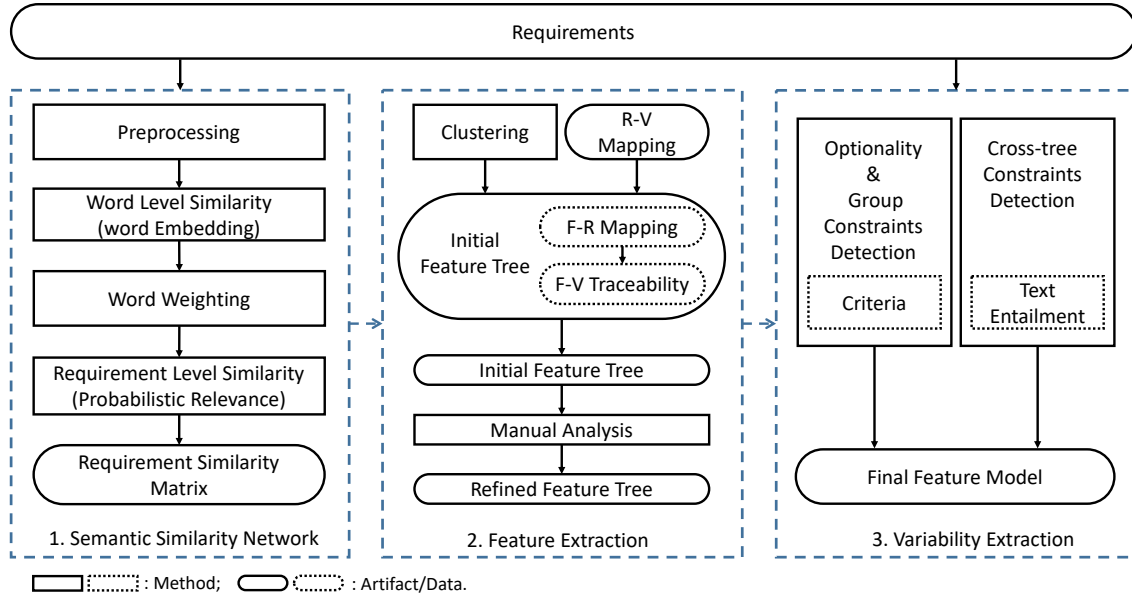 Requirements
Preprocessing
Word Level Similarity
(word Embedding)
Word Weighting
Requirement Level Similarity
(Probabilistic Relevance)
Requirement Similarity
Matrix
1. Semantic Similarity Network
Clustering
R-V
Mapping
Initial
Feature Tree
F-R Mapping
F-V Traceability
Initial Feature Tree
Manual Analysis
Refined Feature Tree
2. Feature Extraction
Optionality
&
Group
Constraints
Detection
Criteria
Cross-tree
Constraints
Detection
Text
Entailment
Final Feature Model
3. Variability Extraction
: Method;
: Artifact/Data.